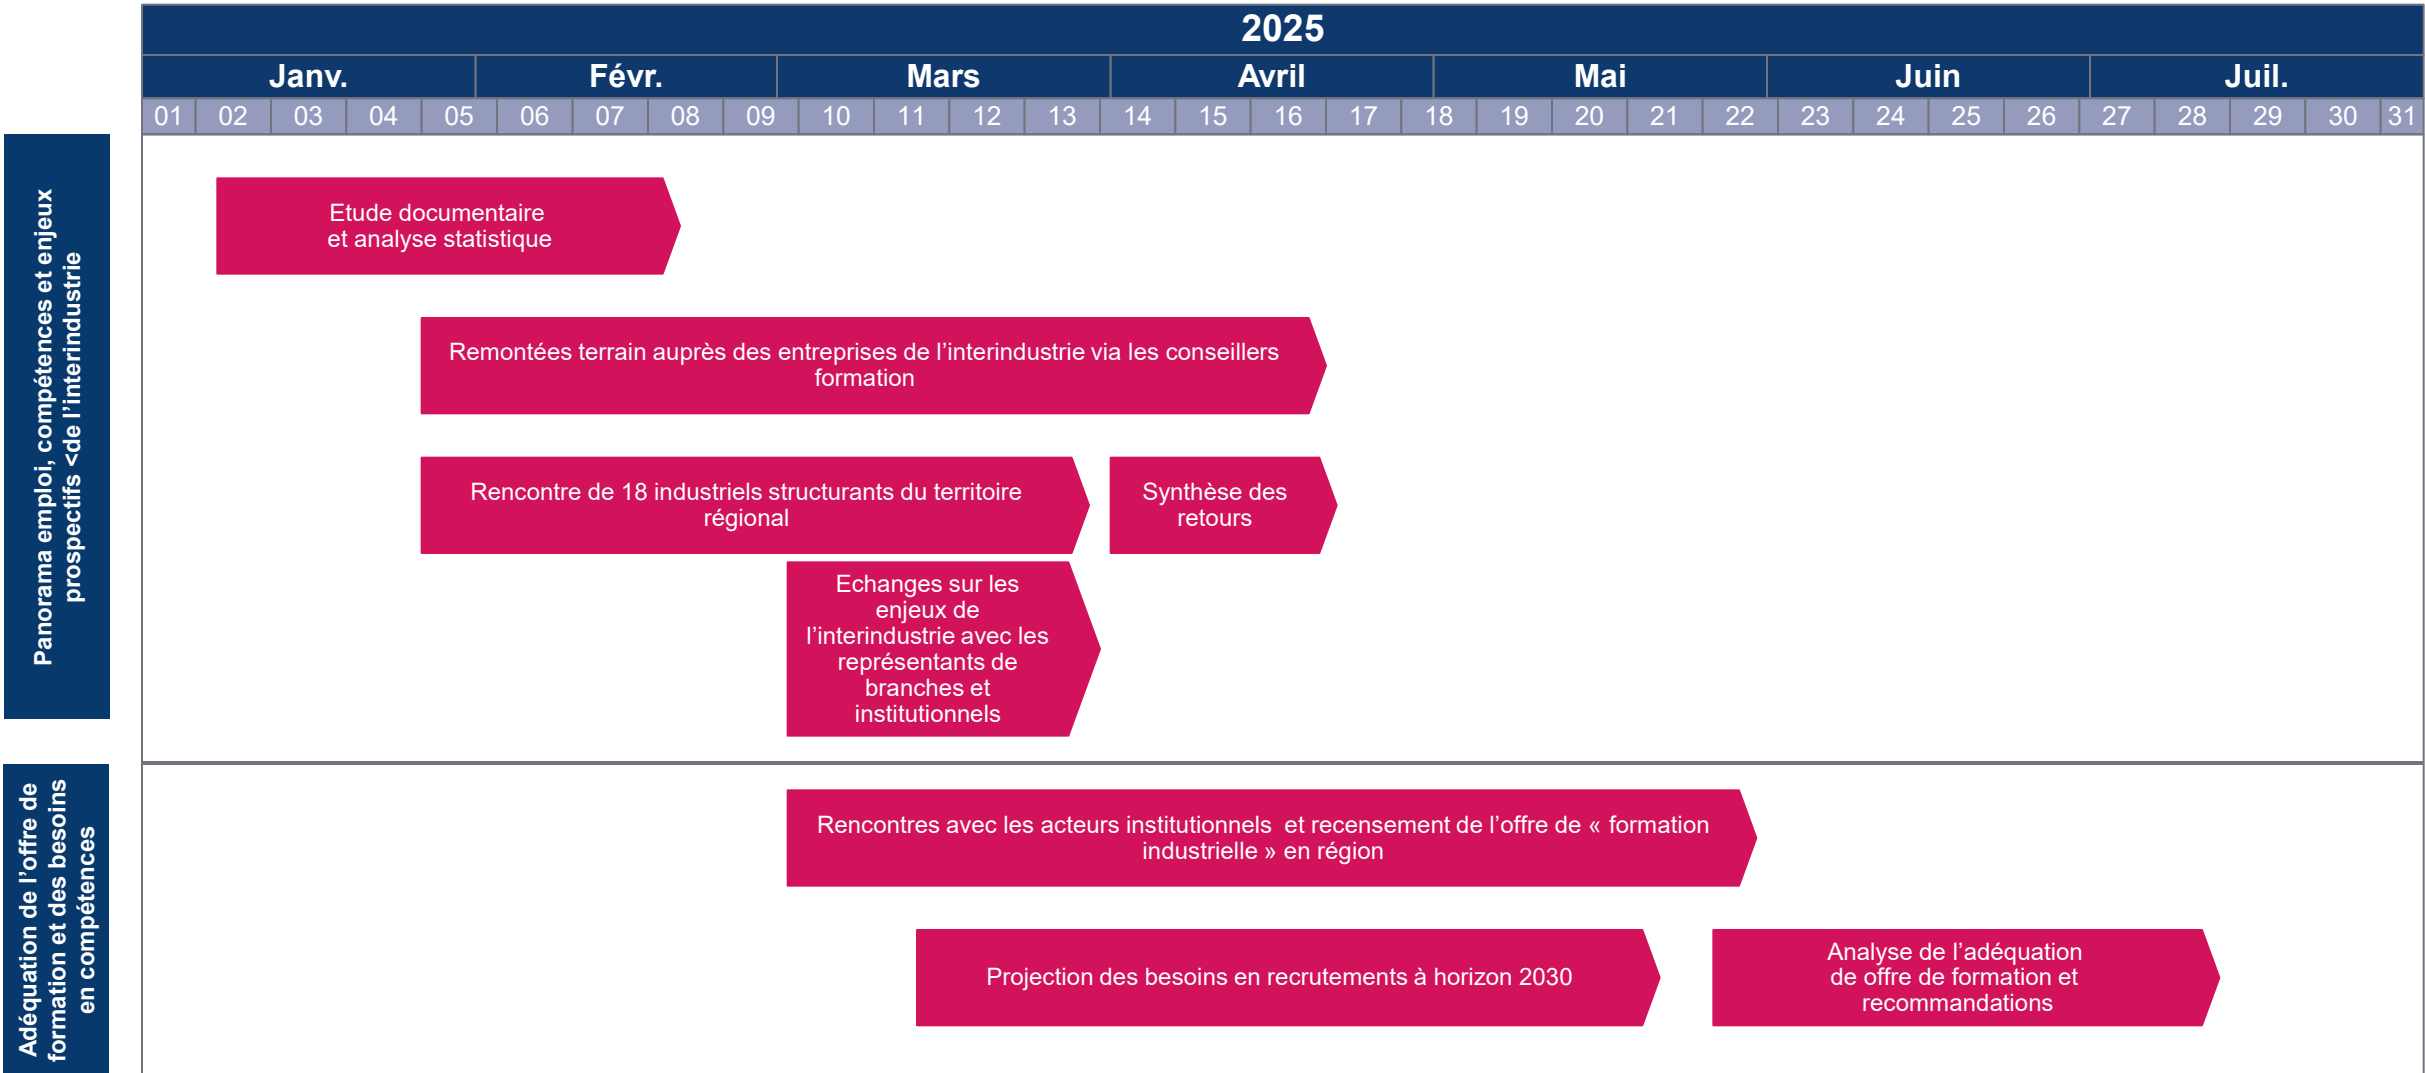 2025
Janv. Févr. Mars Avril Mai Juin Juil.
01 02 03 04 05 06 07 08 09 10 11 12 13 14 15 16 17 18 19 20 21 22 23 24 25 26 27 28 29 30 31
Panorama emploi, compétences et enjeux
prospectifs <de l’interindustrie
Etude documentaire
et analyse statistique
Remontées terrain auprès des entreprises de l’interindustrie via les conseillers
formation
Rencontre de 18 industriels structurants du territoire
régional
Synthèse des
retours
Echanges sur les
enjeux de
l’interindustrie avec les
représentants de
branches et
institutionnels
Adéquation de l’offre de
formation et des besoins
en compétences
Rencontres avec les acteurs institutionnels  et recensement de l’offre de « formation
industrielle » en région
Projection des besoins en recrutements à horizon 2030
Analyse de l’adéquation
de offre de formation et
recommandations